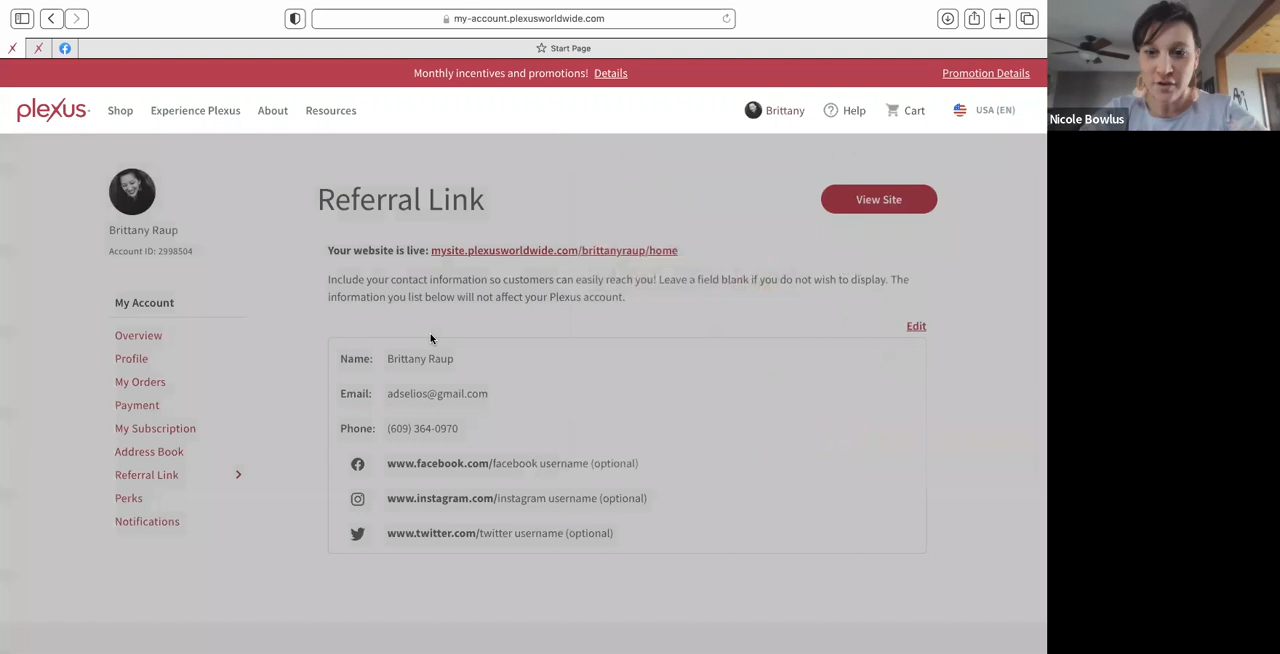 my-account.plexusworldwide.com
Start Page
Monthly incentives and promotions! Details
Promotion Details
plexus
Shop
Experience Plexus
About
Resources
Brittany
Help
Cart
USA (EN)
Nicole Bowlus
Brittany Raup
Account ID: 2998504
My Account
Overview
Profile
My Orders
Payment
My Subscription
Address Book
Referral Link
Perks
Notifications
Referral Link
View Site
Your website is live: mysite.plexusworldwide.com/brittanyraup/home
Include your contact information so customers can easily reach you! Leave a field blank if you do not wish to display. The
information you list below will not affect your Plexus account.
Edit
Name: Brittany Raup
Email: adselios@gmail.com
Phone: (609) 364-0970
www.facebook.com/facebook username (optional)
www.instagram.com/instagram username (optional)
www.twitter.com/twitter username (optional)